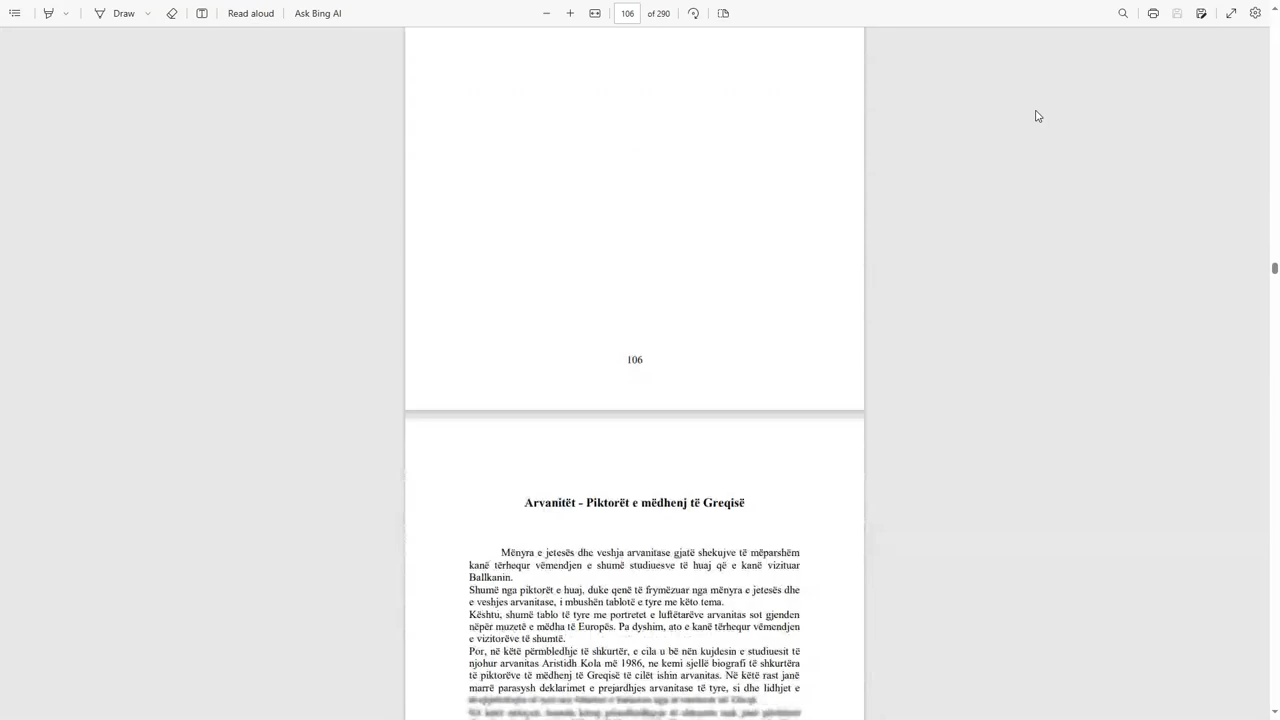 Draw
Read aloud
Ask Bing AI
106 of 290
106
Arvanitët - Piktorët e mëdhenj të Greqisë
Mënyra e jetesës dhe veshja arvanitase gjatë shekujve të mëparshëm
kanë tërhequr vëmendjen e shumë studiuesve të huaj që e kanë vizituar
Ballkanin.
Shumë nga piktorët e huaj, duke qenë të frymëzuar nga mënyra e jetesës dhe
e veshjes arvanitase, i mbushën tablotë e tyre me këto tema.
Kështu, shumë tablo të tyre me portretet e luftëtarëve arvanitas sot gjenden
nëpër muzetë e mëdha të Europës. Pa dyshim, ato e kanë tërhequr vëmendjen
e vizitorëve të shumtë.
Por, në këtë përmbledhje të shkurtër, e cila u bë nën kujdesin e studiuesit të
njohur arvanitas Aristidh Kola më 1986, ne kemi sjellë biografi të shkurtëra
të piktorëve të mëdhenj të Greqisë të cilët ishin arvanitas. Në këtë rast janë
marrë parasysh deklarimet e prejardhjes arvanitase të tyre, si dhe lidhjet e